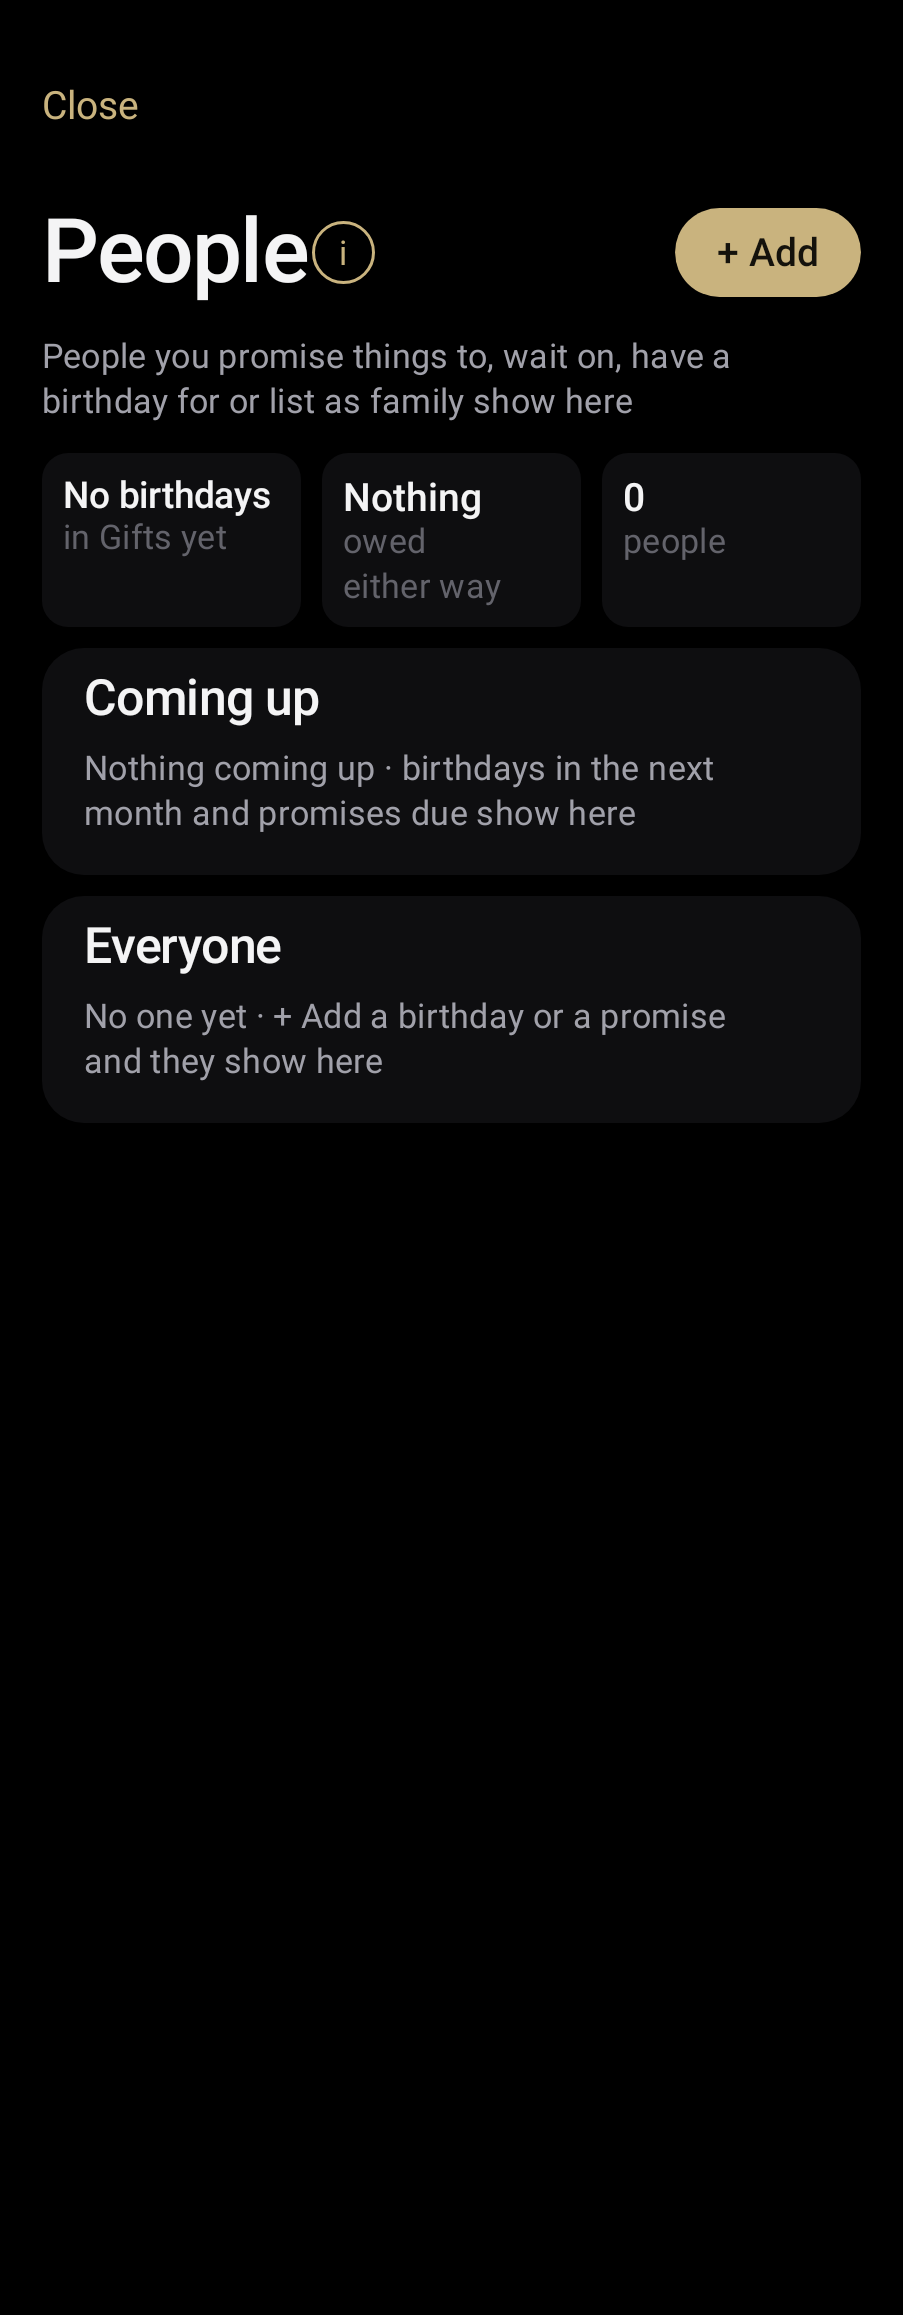 Close
People i
+ Add
People you promise things to, wait on, have a
birthday for or list as family show here
No birthdays
in Gifts yet
Nothing
owed
either way
0
people
Coming up
Nothing coming up · birthdays in the next
month and promises due show here
Everyone
No one yet · + Add a birthday or a promise
and they show here